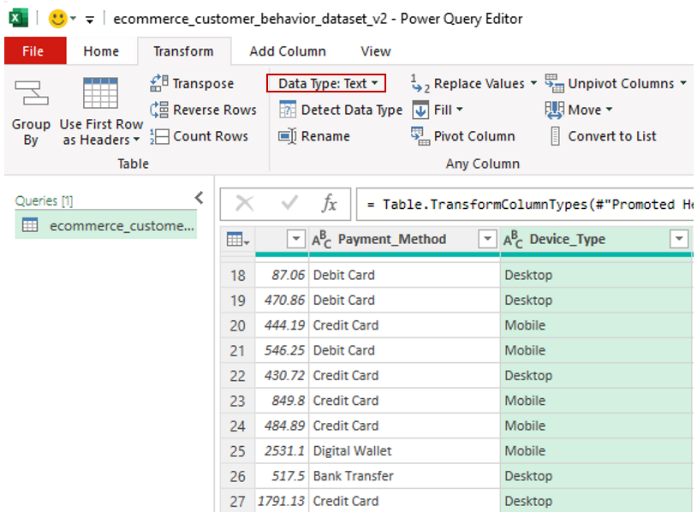 ecommerce_customer_behavior_dataset_v2 - Power Query Editor
File Home Transform Add Column View
Group By
Use First Row as Headers
Transpose
Reverse Rows
Count Rows
Table
Data Type: Text
Detect Data Type
Rename
1 2 Replace Values
Fill
Pivot Column
Unpivot Columns
Move
Convert to List
Any Column
Queries [1]
ecommerce_custome...
fx = Table.TransformColumnTypes(#"Promoted He
ABC Payment_Method ABC Device_Type
18 87.06 Debit Card Desktop
19 470.86 Debit Card Desktop
20 444.19 Credit Card Mobile
21 546.25 Debit Card Mobile
22 430.72 Credit Card Desktop
23 849.8 Credit Card Mobile
24 484.89 Credit Card Mobile
25 2531.1 Digital Wallet Mobile
26 517.5 Bank Transfer Desktop
27 1791.13 Credit Card Desktop